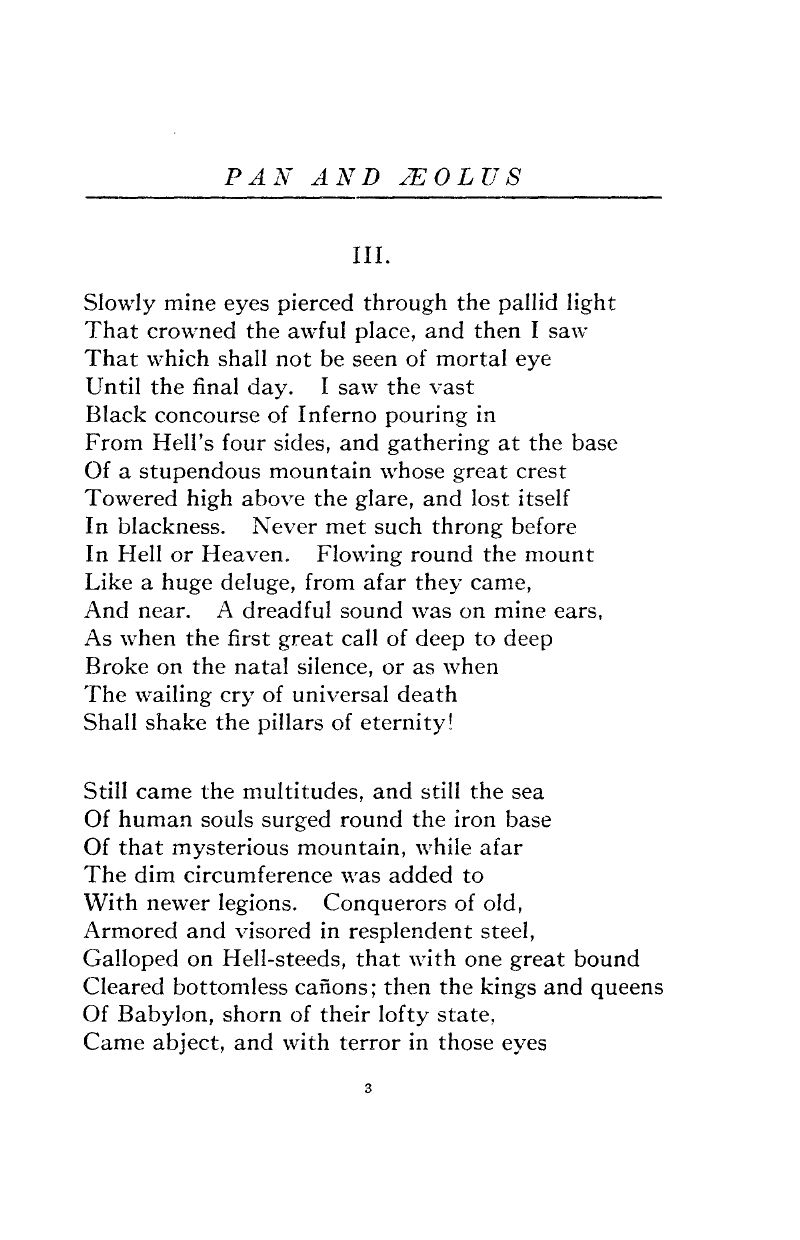 PAN AND ÆOLUS
III.
Slowly mine eyes pierced through the pallid light
That crowned the awful place, and then I saw
That which shall not be seen of mortal eye
Until the final day. I saw the vast
Black concourse of Inferno pouring in
From Hell's four sides, and gathering at the base
Of a stupendous mountain whose great crest
Towered high above the glare, and lost itself
In blackness. Never met such throng before
In Hell or Heaven. Flowing round the mount
Like a huge deluge, from afar they came,
And near. A dreadful sound was on mine ears,
As when the first great call of deep to deep
Broke on the natal silence, or as when
The wailing cry of universal death
Shall shake the pillars of eternity!
Still came the multitudes, and still the sea
Of human souls surged round the iron base
Of that mysterious mountain, while afar
The dim circumference was added to
With newer legions. Conquerors of old,
Armored and visored in resplendent steel,
Galloped on Hell-steeds, that with one great bound
Cleared bottomless cañons; then the kings and queens
Of Babylon, shorn of their lofty state,
Came abject, and with terror in those eyes
3